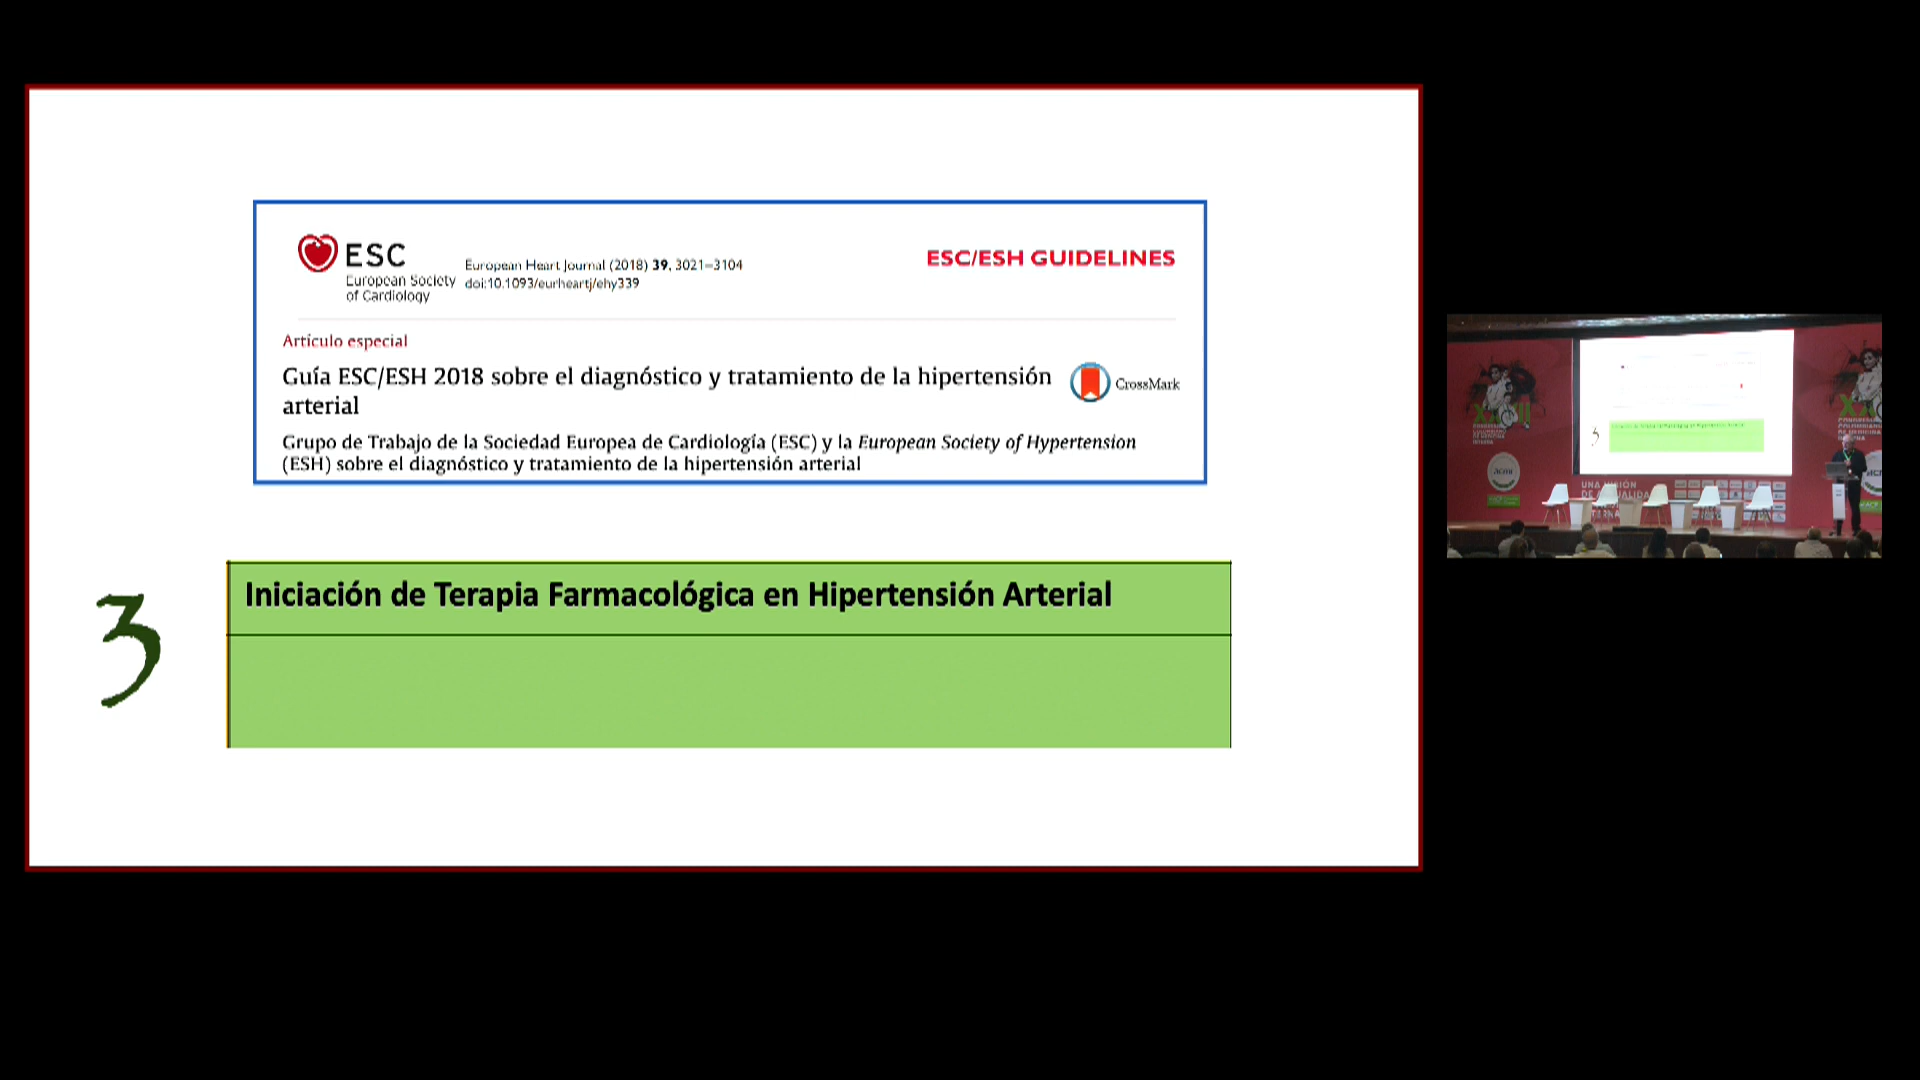 ESC
European Society
of Cardiology
European Heart Journal (2018) 39, 3021–3104
doi:10.1093/eurheartj/ehy339
ESC/ESH GUIDELINES
Artículo especial
Guía ESC/ESH 2018 sobre el diagnóstico y tratamiento de la hipertensión
arterial
CrossMark
Grupo de Trabajo de la Sociedad Europea de Cardiología (ESC) y la European Society of Hypertension
(ESH) sobre el diagnóstico y tratamiento de la hipertensión arterial
3
Iniciación de Terapia Farmacológica en Hipertensión Arterial